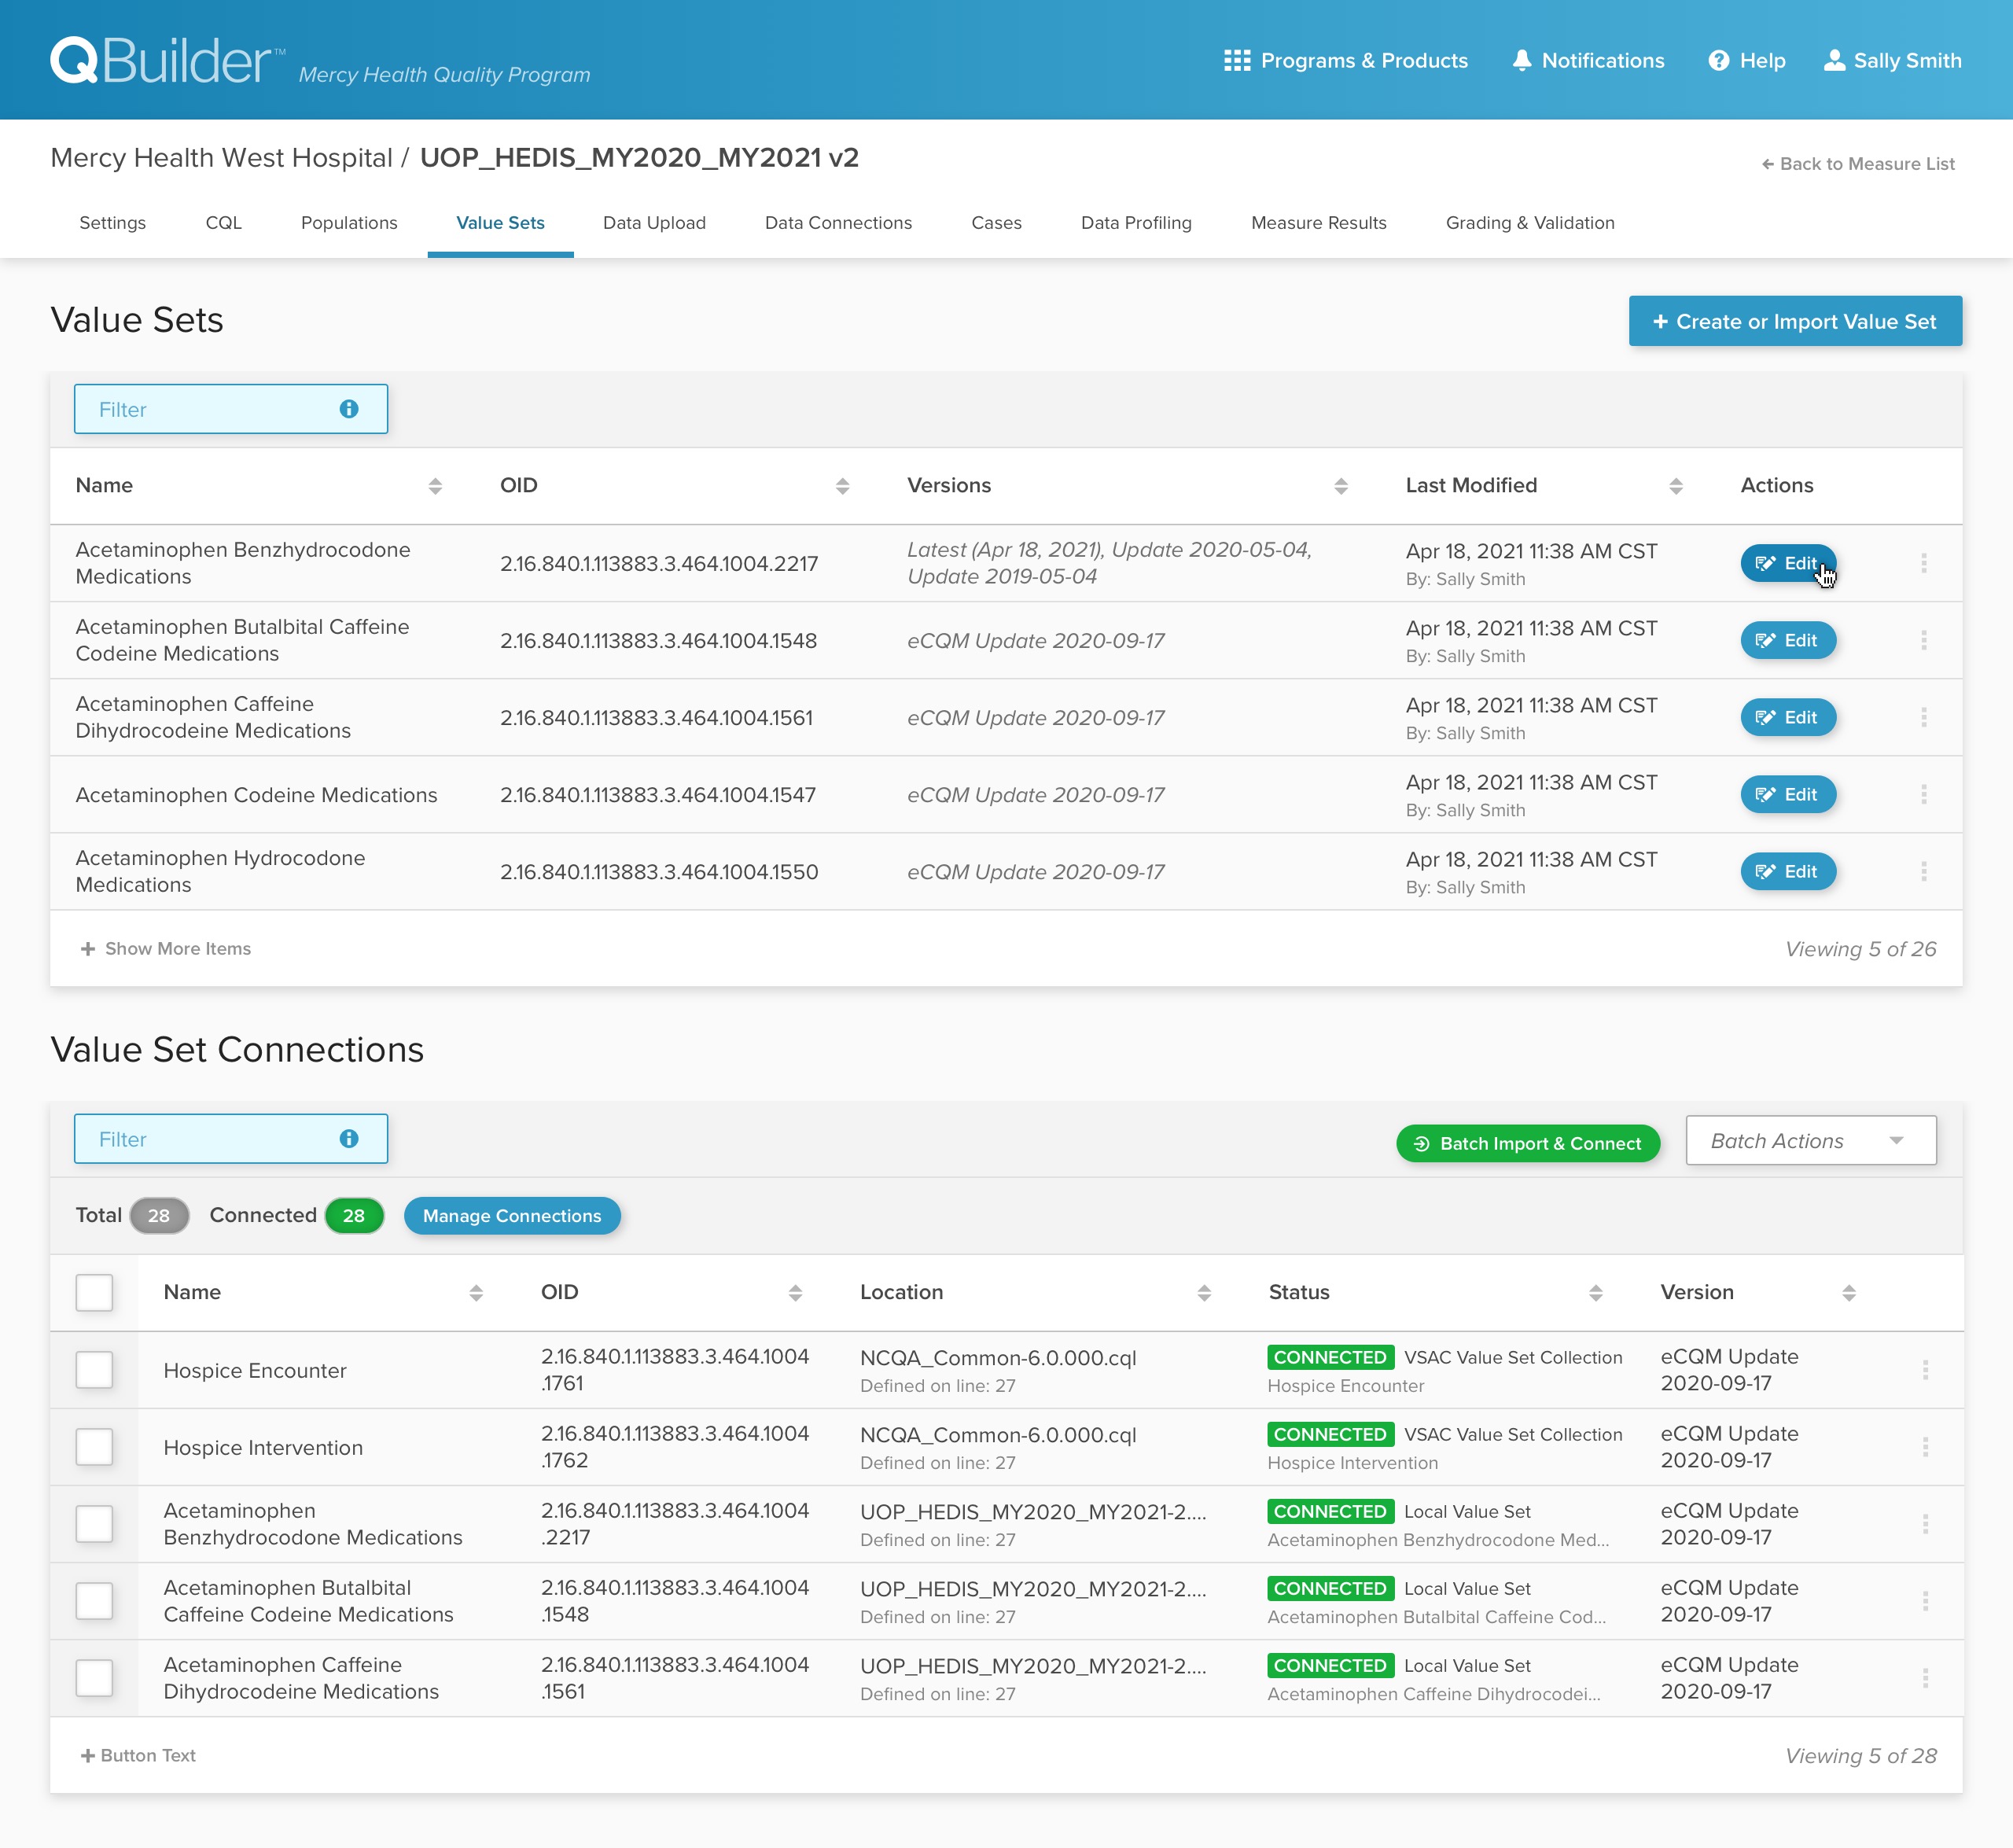 QBuilder™ Mercy Health Quality Program
Programs & Products Notifications Help Sally Smith
Mercy Health West Hospital / UOP_HEDIS_MY2020_MY2021 v2
Back to Measure List
Settings CQL Populations Value Sets Data Upload Data Connections Cases Data Profiling Measure Results Grading & Validation
Value Sets
+ Create or Import Value Set
Filter
Name OID Versions Last Modified Actions
Acetaminophen Benzhydrocodone
Medications
2.16.840.1.113883.3.464.1004.2217
Latest (Apr 18, 2021), Update 2020-05-04,
Update 2019-05-04
Apr 18, 2021 11:38 AM CST
By: Sally Smith
Edit
Acetaminophen Butalbital Caffeine
Codeine Medications
2.16.840.1.113883.3.464.1004.1548
eCQM Update 2020-09-17
Apr 18, 2021 11:38 AM CST
By: Sally Smith
Edit
Acetaminophen Caffeine
Dihydrocodeine Medications
2.16.840.1.113883.3.464.1004.1561
eCQM Update 2020-09-17
Apr 18, 2021 11:38 AM CST
By: Sally Smith
Edit
Acetaminophen Codeine Medications
2.16.840.1.113883.3.464.1004.1547
eCQM Update 2020-09-17
Apr 18, 2021 11:38 AM CST
By: Sally Smith
Edit
Acetaminophen Hydrocodone
Medications
2.16.840.1.113883.3.464.1004.1550
eCQM Update 2020-09-17
Apr 18, 2021 11:38 AM CST
By: Sally Smith
Edit
+ Show More Items
Viewing 5 of 26
Value Set Connections
Filter
Batch Import & Connect
Batch Actions
Total 28 Connected 28 Manage Connections
Name OID Location Status Version
Hospice Encounter
2.16.840.1.113883.3.464.1004
.1761
NCQA_Common-6.0.000.cql
Defined on line: 27
CONNECTED VSAC Value Set Collection
Hospice Encounter
eCQM Update
2020-09-17
Hospice Intervention
2.16.840.1.113883.3.464.1004
.1762
NCQA_Common-6.0.000.cql
Defined on line: 27
CONNECTED VSAC Value Set Collection
Hospice Intervention
eCQM Update
2020-09-17
Acetaminophen
Benzhydrocodone Medications
2.16.840.1.113883.3.464.1004
.2217
UOP_HEDIS_MY2020_MY2021-2....
Defined on line: 27
CONNECTED Local Value Set
Acetaminophen Benzhydrocodone Med...
eCQM Update
2020-09-17
Acetaminophen Butalbital
Caffeine Codeine Medications
2.16.840.1.113883.3.464.1004
.1548
UOP_HEDIS_MY2020_MY2021-2....
Defined on line: 27
CONNECTED Local Value Set
Acetaminophen Butalbital Caffeine Cod...
eCQM Update
2020-09-17
Acetaminophen Caffeine
Dihydrocodeine Medications
2.16.840.1.113883.3.464.1004
.1561
UOP_HEDIS_MY2020_MY2021-2....
Defined on line: 27
CONNECTED Local Value Set
Acetaminophen Caffeine Dihydrocodei...
eCQM Update
2020-09-17
+ Button Text
Viewing 5 of 28